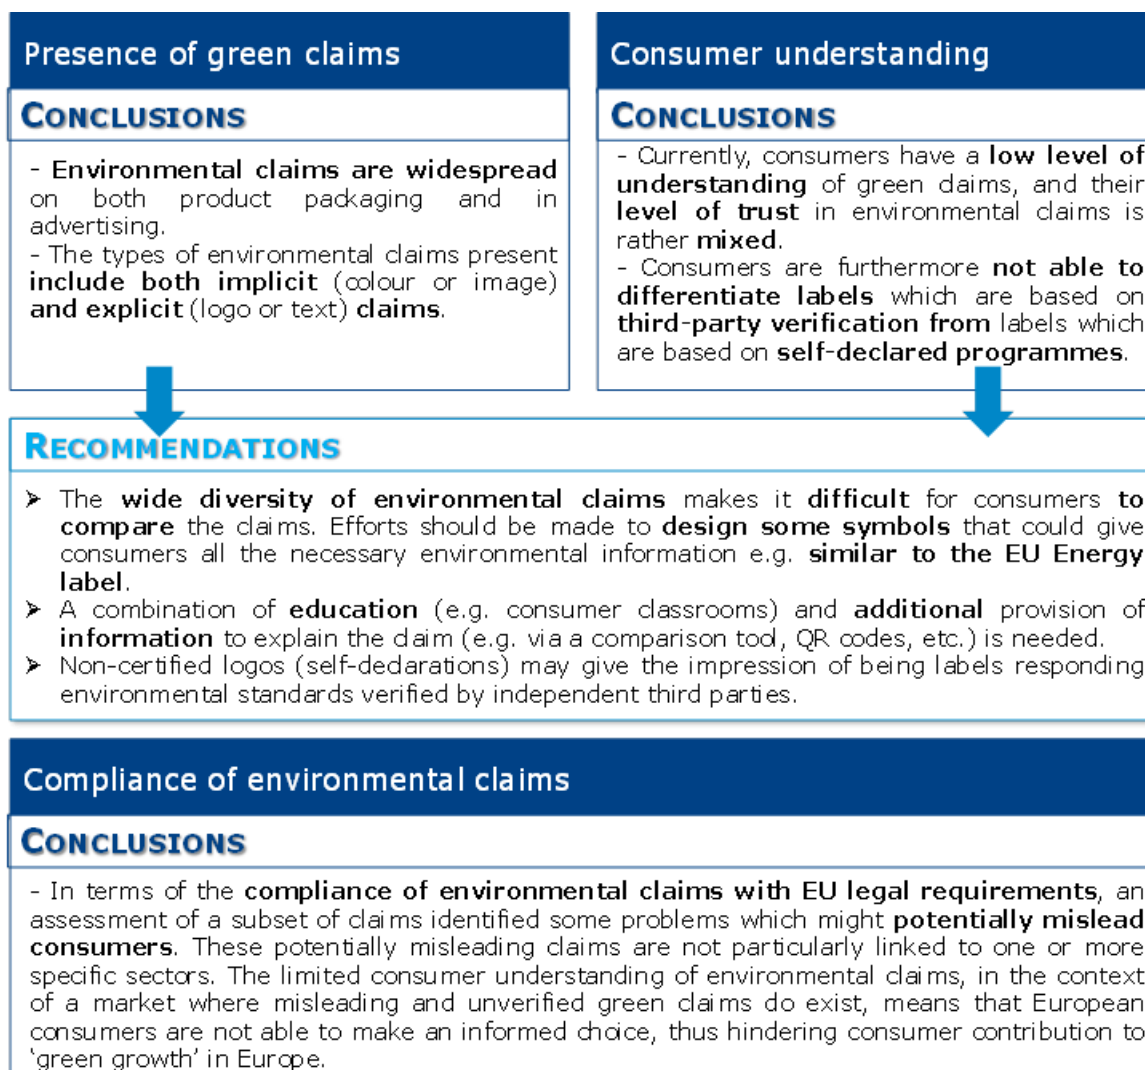 Presence of green claims
CONCLUSIONS
- Environmental claims are widespread
on both product packaging and in
advertising.
- The types of environmental claims present
include both implicit (colour or image)
and explicit (logo or text) claims.
Consumer understanding
CONCLUSIONS
- Currently, consumers have a low level of
understanding of green claims, and their
level of trust in environmental claims is
rather mixed.
- Consumers are furthermore not able to
differentiate labels which are based on
third-party verification from labels which
are based on self-declared programmes.
RECOMMENDATIONS
➤ The wide diversity of environmental claims makes it difficult for consumers to
compare the claims. Efforts should be made to design some symbols that could give
consumers all the necessary environmental information e.g. similar to the EU Energy
label.
➤ A combination of education (e.g. consumer classrooms) and additional provision of
information to explain the claim (e.g. via a comparison tool, QR codes, etc.) is needed.
➤ Non-certified logos (self-declarations) may give the impression of being labels responding
environmental standards verified by independent third parties.
Compliance of environmental claims
CONCLUSIONS
- In terms of the compliance of environmental claims with EU legal requirements, an
assessment of a subset of claims identified some problems which might potentially mislead
consumers. These potentially misleading claims are not particularly linked to one or more
specific sectors. The limited consumer understanding of environmental claims, in the context
of a market where misleading and unverified green claims do exist, means that European
consumers are not able to make an informed choice, thus hindering consumer contribution to
'green growth' in Europe.